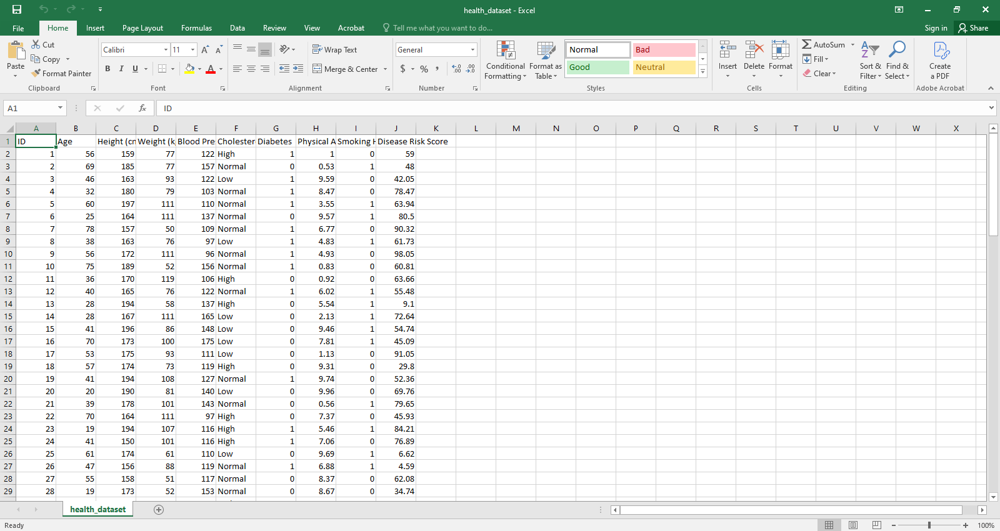 health_dataset - Excel
File Home Insert Page Layout Formulas Data Review View Acrobat Tell me what you want to do... Sign in Share
Paste Cut Copy Format Painter Clipboard
Calibri 11 A A B I U A Font
Wrap Text Merge & Center Alignment
General $ % , .0 .00 .00 .0 Number
Conditional Formatting Format as Table Normal Bad Good Neutral Styles
Insert Delete Format Cells
AutoSum Fill Clear Sort & Filter Find & Select Editing
Create a PDF Adobe Acrobat
A1 fx ID
A B C D E F G H I J K L M N O P Q R S T U V W X
1 ID Age Height (cm Weight (k Blood Pre Cholester Diabetes Physical A Smoking H Disease Risk Score
2 1 56 159 77 122 High 1 1 0 59
3 2 69 185 77 157 Normal 0 0.53 1 48
4 3 46 163 93 122 Low 1 9.59 0 42.05
5 4 32 180 79 103 Normal 1 8.47 0 78.47
6 5 60 197 111 110 Normal 1 3.55 1 63.94
7 6 25 164 111 137 Normal 0 9.57 1 80.5
8 7 78 157 50 109 Normal 1 6.77 0 90.32
9 8 38 163 76 97 Low 1 4.83 1 61.73
10 9 56 172 111 96 Normal 1 4.93 0 98.05
11 10 75 189 52 156 Normal 1 0.83 0 60.81
12 11 36 170 119 106 High 0 0.92 0 63.66
13 12 40 165 76 122 Normal 1 6.02 1 55.48
14 13 28 194 58 137 High 0 5.54 1 9.1
15 14 28 167 111 165 Low 0 2.13 1 72.64
16 15 41 196 86 148 Low 0 9.46 1 54.74
17 16 70 173 100 175 Low 0 7.81 1 45.09
18 17 53 175 93 111 Low 0 1.13 0 91.05
19 18 57 174 73 119 High 0 9.31 0 29.8
20 19 41 194 108 127 Normal 1 9.74 0 52.36
21 20 20 190 81 140 Low 0 9.96 0 69.76
22 21 39 178 101 143 Normal 0 0.56 1 79.65
23 22 70 164 111 97 High 0 7.37 0 45.93
24 23 19 194 107 116 High 1 5.46 1 84.21
25 24 41 150 101 116 High 1 7.06 0 76.89
26 25 61 174 61 110 Low 0 9.69 1 6.62
27 26 47 156 88 119 Normal 1 6.88 1 4.59
28 27 55 158 51 117 Normal 0 8.37 0 62.08
29 28 19 173 52 153 Normal 0 8.67 0 34.74
health_dataset
Ready 100%